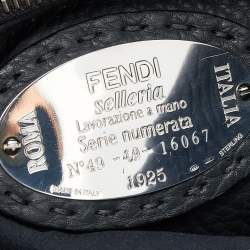 FENDI
selleria
Lavorazione a mano
Serie numerata
N° 49 -49- 16067
1925
ROMA
ITALIA
MADE IN ITALY
STERLING